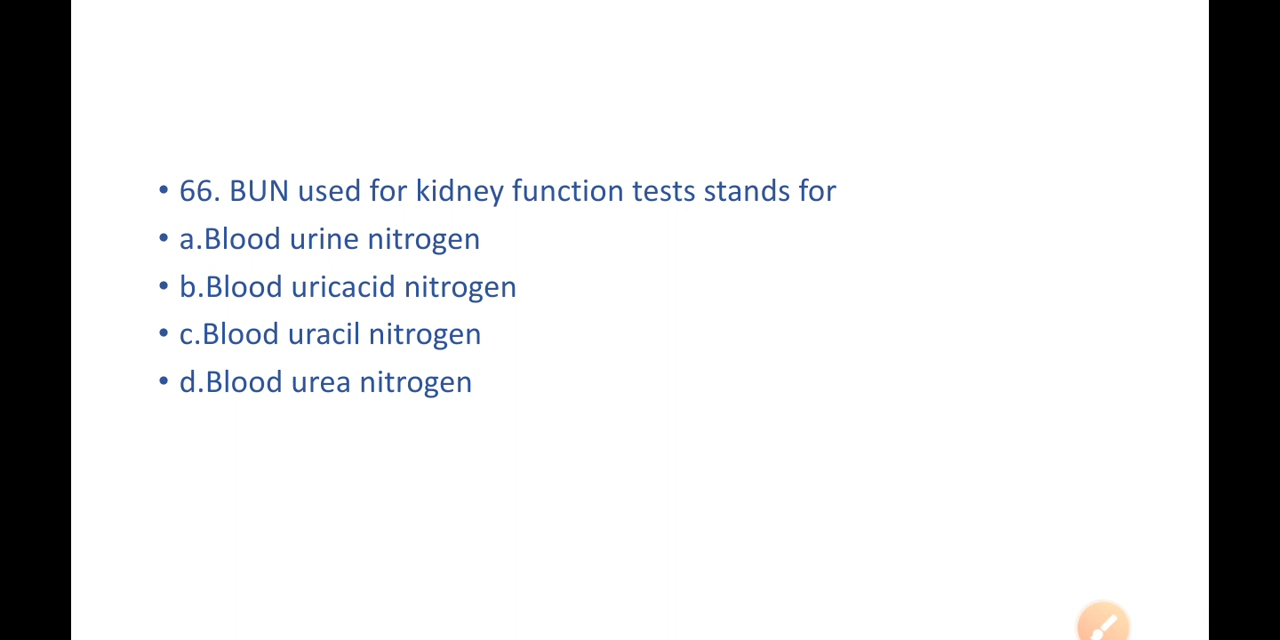 • 66. BUN used for kidney function tests stands for
• a.Blood urine nitrogen
• b.Blood uricacid nitrogen
• c.Blood uracil nitrogen
• d.Blood urea nitrogen